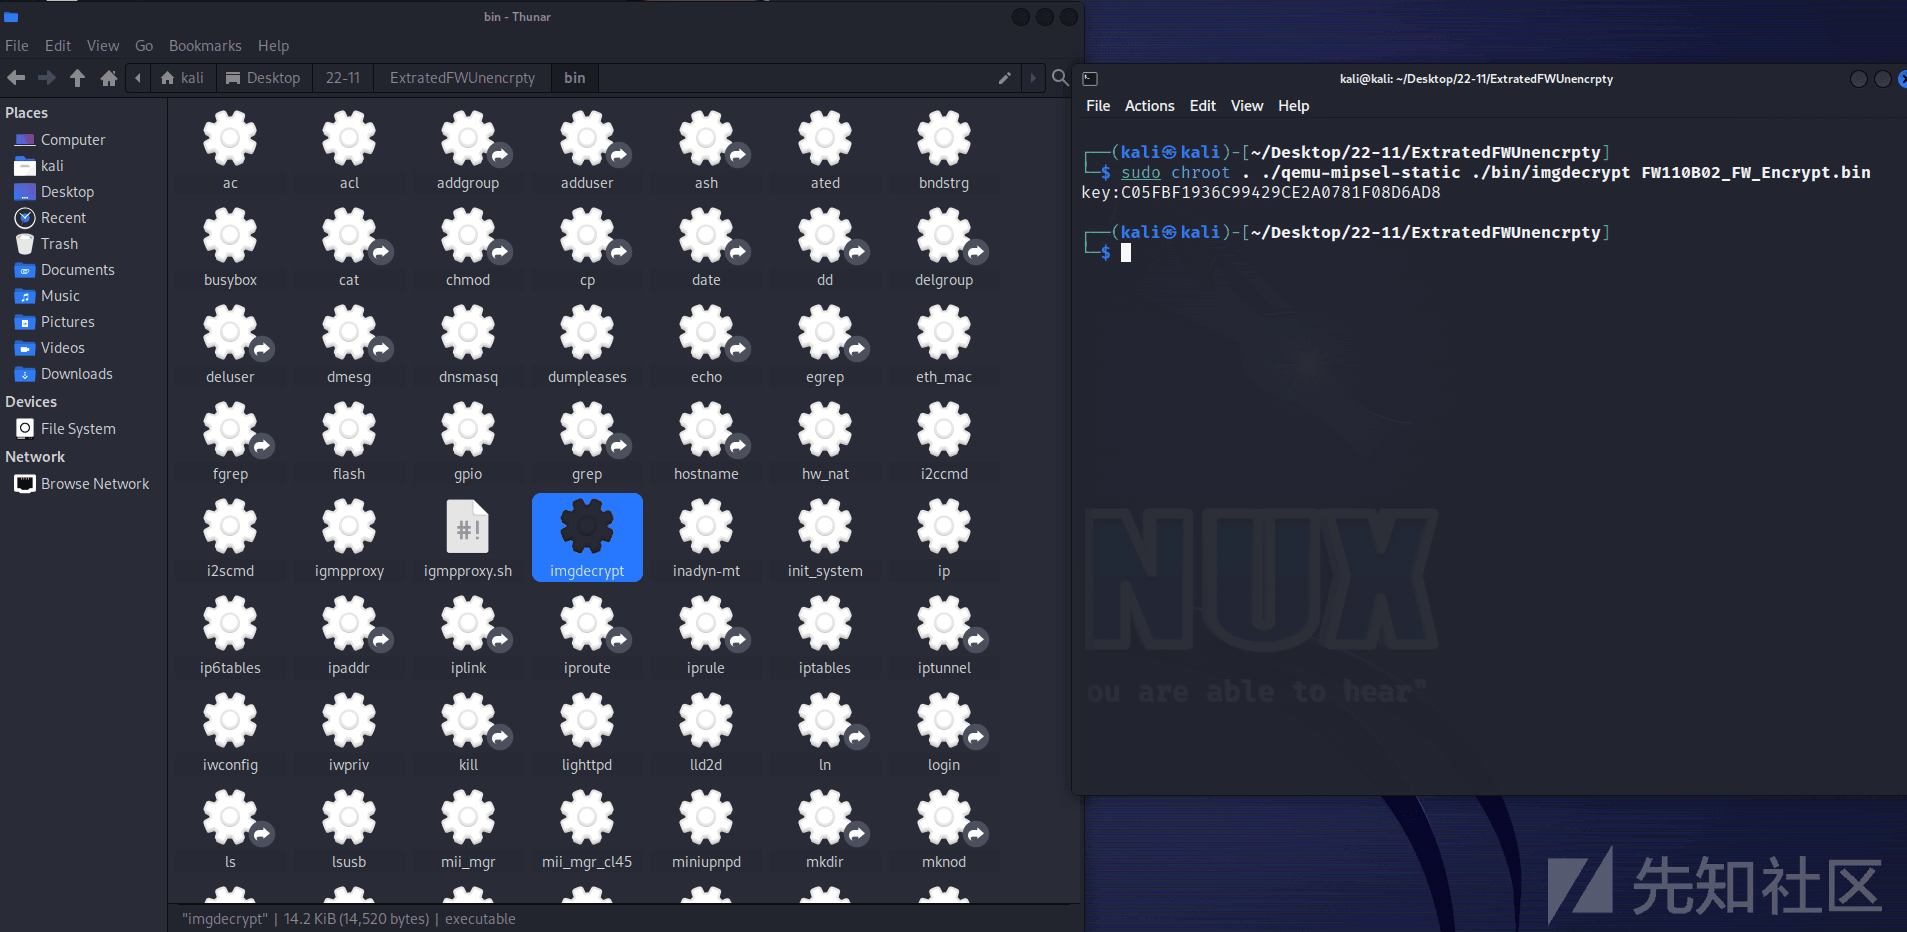 bin - Thunar
File Edit View Go Bookmarks Help
kali Desktop 22-11 ExtratedFWUnencrpty bin
Places
Computer
kali
Desktop
Recent
Trash
Documents
Music
Pictures
Videos
Downloads
Devices
File System
Network
Browse Network
ac acl addgroup adduser ash ated bndstrg
busybox cat chmod cp date dd delgroup
deluser dmesg dnsmasq dumpleases echo egrep eth_mac
fgrep flash gpio grep hostname hw_nat i2ccmd
#!
i2scmd igmpproxy igmpproxy.sh imgdecrypt inadyn-mt init_system ip
ip6tables ipaddr iplink iproute iprule iptables iptunnel
iwconfig iwpriv kill lighttpd lld2d ln login
ls lsusb mii_mgr mii_mgr_cl45 miniupnpd mkdir mknod
"imgdecrypt" | 14.2 KiB (14,520 bytes) | executable
kali@kali: ~/Desktop/22-11/ExtratedFWUnencrpty
File Actions Edit View Help
┌──(kali㉿kali)-[~/Desktop/22-11/ExtratedFWUnencrpty]
└─$ sudo chroot . ./qemu-mipsel-static ./bin/imgdecrypt FW110B02_FW_Encrypt.bin
key:C05FBF1936C99429CE2A0781F08D6AD8
┌──(kali㉿kali)-[~/Desktop/22-11/ExtratedFWUnencrpty]
└─$
NUX
ou are able to hear"
先知社区